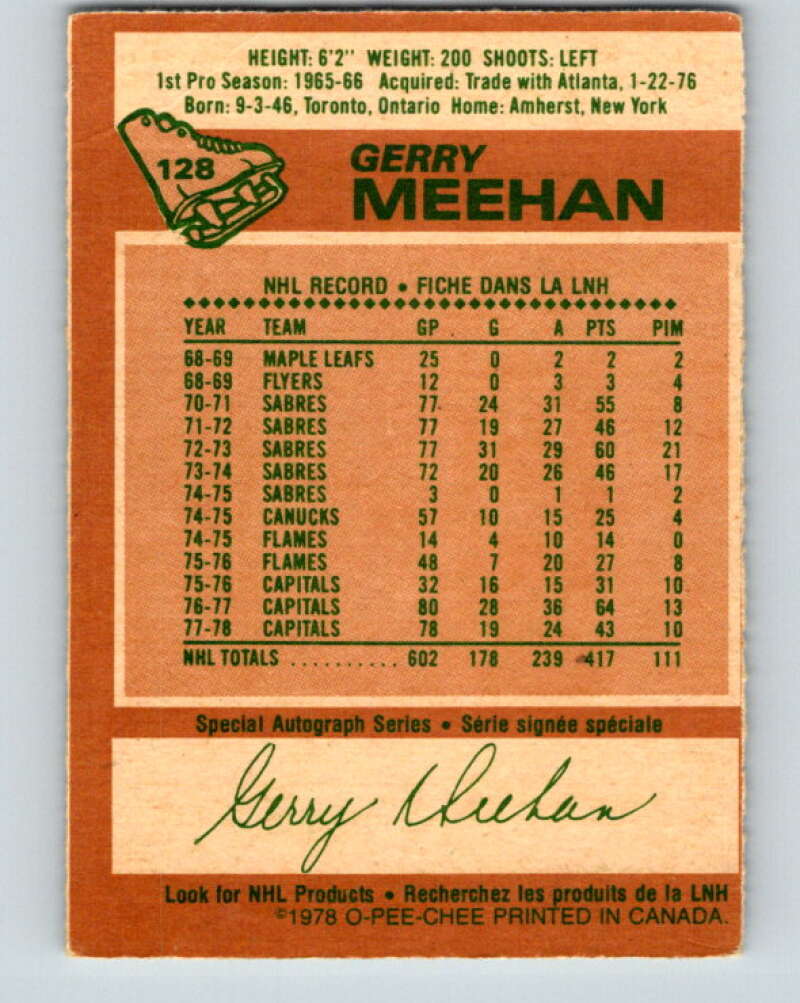 HEIGHT: 6'2" WEIGHT: 200 SHOOTS: LEFT
1st Pro Season: 1965-66 Acquired: Trade with Atlanta, 1-22-76
Born: 9-3-46, Toronto, Ontario Home: Amherst, New York
128
GERRY
MEEHAN
NHL RECORD • FICHE DANS LA LNH
YEAR TEAM GP G A PTS PIM
68-69 MAPLE LEAFS 25 0 2 2 2
68-69 FLYERS 12 0 3 3 4
70-71 SABRES 77 24 31 55 8
71-72 SABRES 77 19 27 46 12
72-73 SABRES 77 31 29 60 21
73-74 SABRES 72 20 26 46 17
74-75 SABRES 3 0 1 1 2
74-75 CANUCKS 57 10 15 25 4
74-75 FLAMES 14 4 10 14 0
75-76 FLAMES 48 7 20 27 8
75-76 CAPITALS 32 16 15 31 10
76-77 CAPITALS 80 28 36 64 13
77-78 CAPITALS 78 19 24 43 10
NHL TOTALS .......... 602 178 239 417 111
Special Autograph Series • Série signée spéciale
Gerry Meehan
Look for NHL Products • Recherchez les produits de la LNH
©1978 O-PEE-CHEE PRINTED IN CANADA.